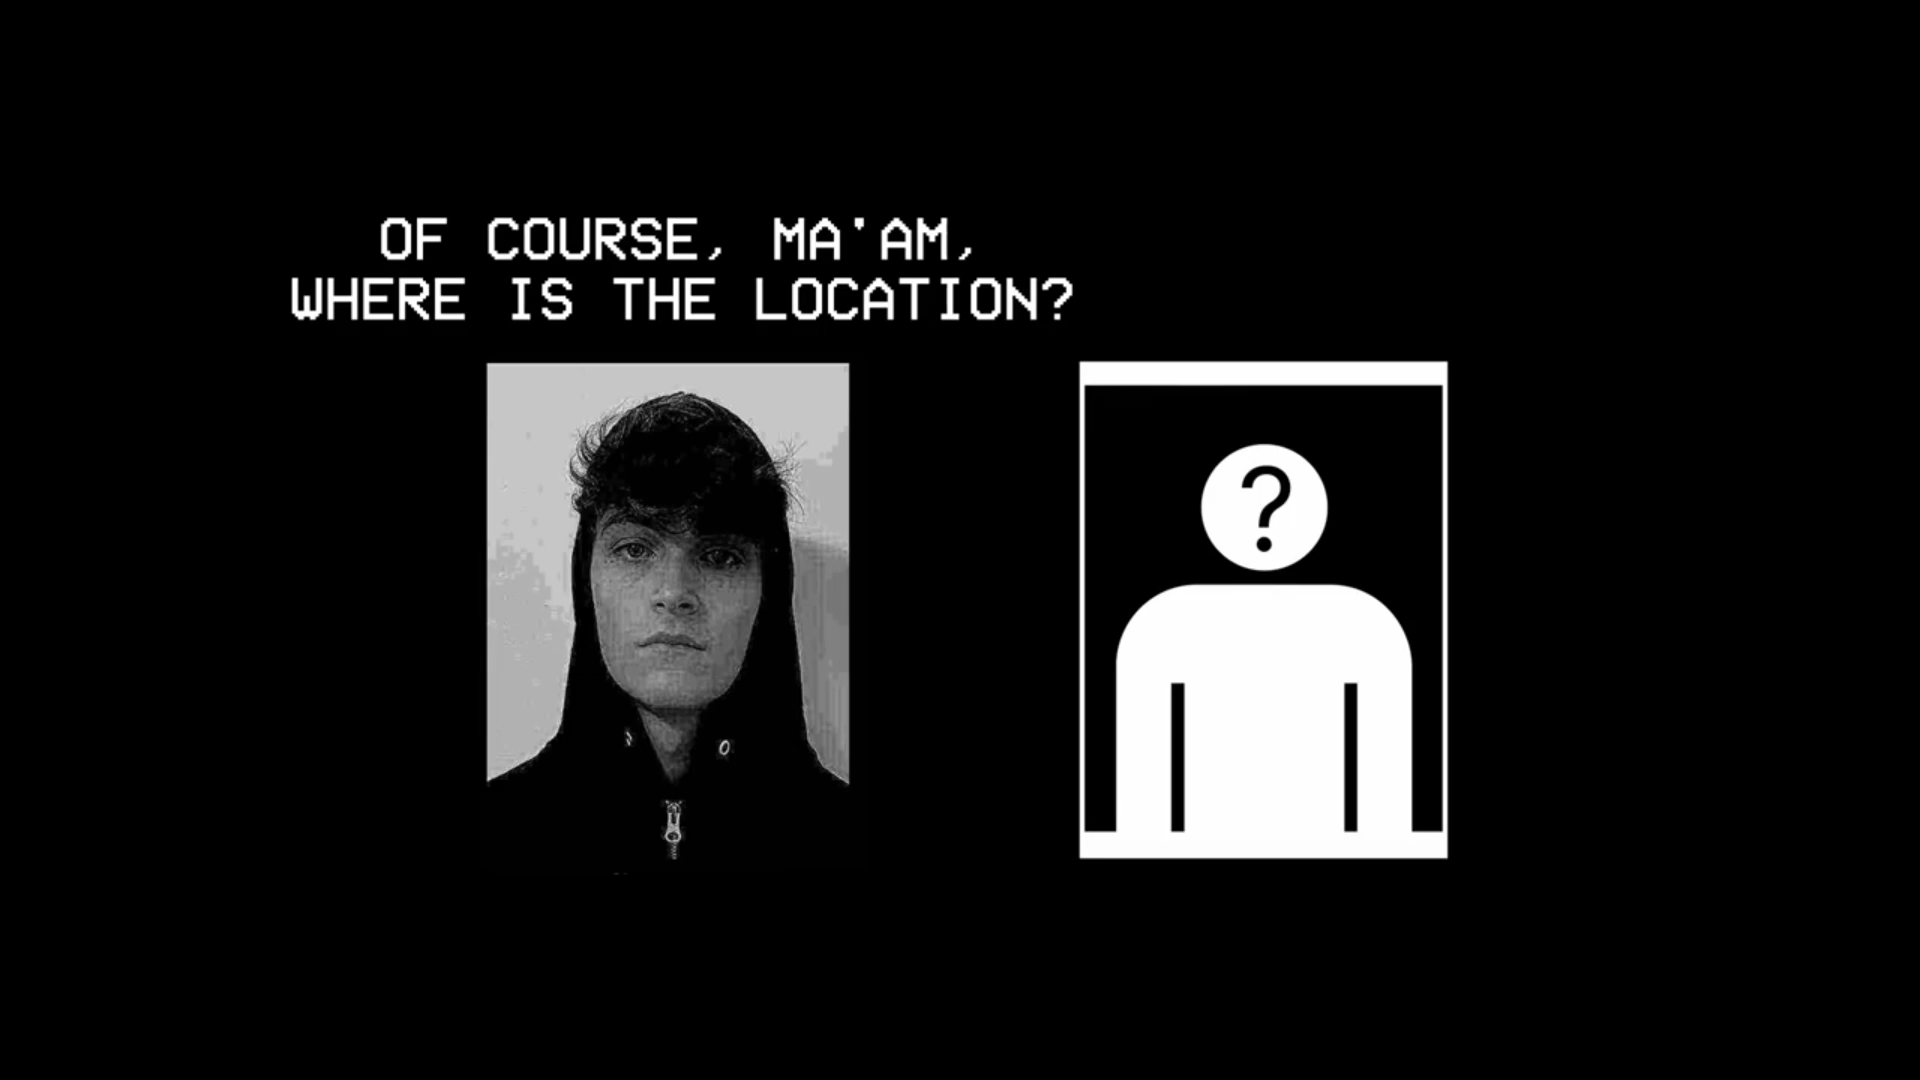 OF COURSE, MA'AM,
WHERE IS THE LOCATION?
?